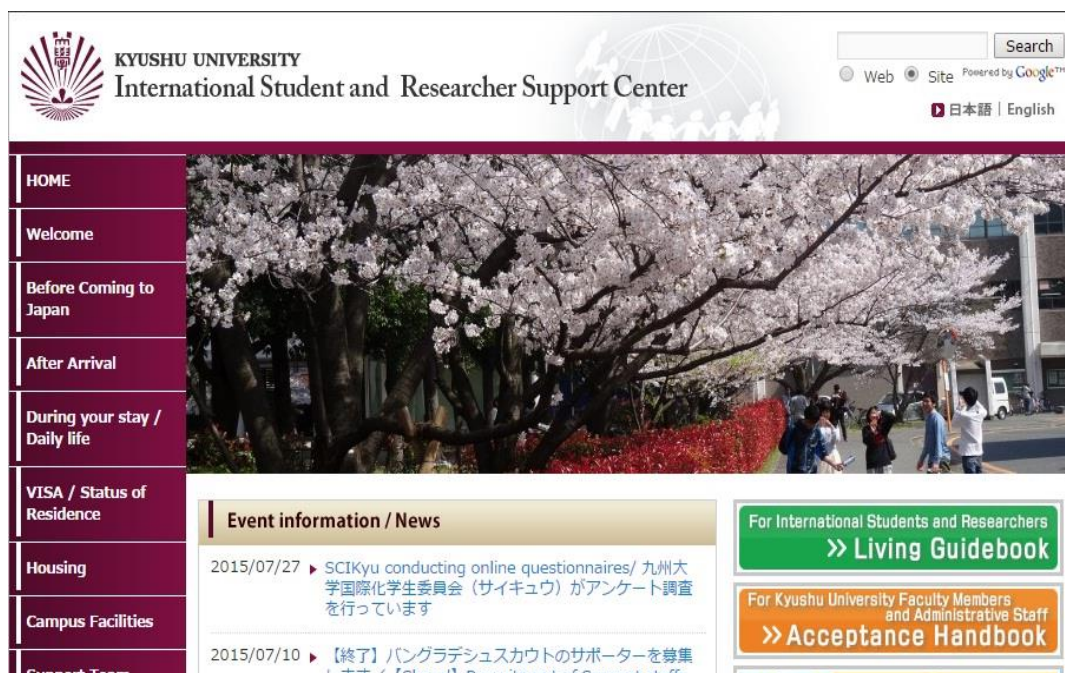 KYUSHU UNIVERSITY
International Student and Researcher Support Center
Search
Web Site Powered by Google™
日本語 | English
HOME
Welcome
Before Coming to
Japan
After Arrival
During your stay /
Daily life
VISA / Status of
Residence
Housing
Campus Facilities
Support Team
Event information / News
2015/07/27 SCIKyu conducting online questionnaires/ 九州大
学国際化学生委員会（サイキュウ）がアンケート調査
を行っています
2015/07/10 【終了】バングラデシュスカウトのサポーターを募集
For International Students and Researchers
>> Living Guidebook
For Kyushu University Faculty Members
and Administrative Staff
>> Acceptance Handbook